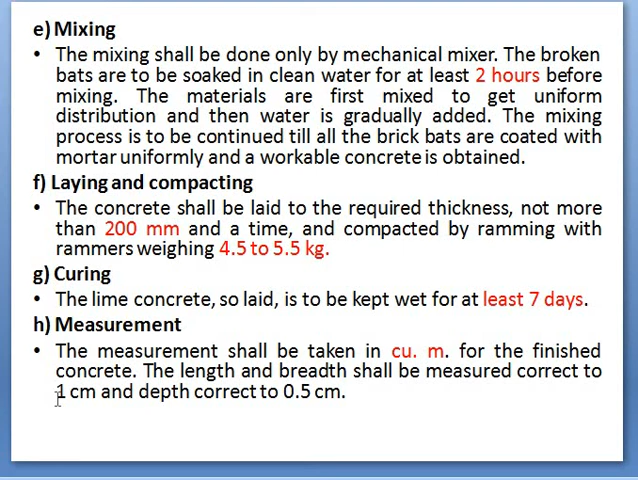 e) Mixing
• The mixing shall be done only by mechanical mixer. The broken
bats are to be soaked in clean water for at least 2 hours before
mixing. The materials are first mixed to get uniform
distribution and then water is gradually added. The mixing
process is to be continued till all the brick bats are coated with
mortar uniformly and a workable concrete is obtained.
f) Laying and compacting
• The concrete shall be laid to the required thickness, not more
than 200 mm and a time, and compacted by ramming with
rammers weighing 4.5 to 5.5 kg.
g) Curing
• The lime concrete, so laid, is to be kept wet for at least 7 days.
h) Measurement
• The measurement shall be taken in cu. m. for the finished
concrete. The length and breadth shall be measured correct to
1 cm and depth correct to 0.5 cm.